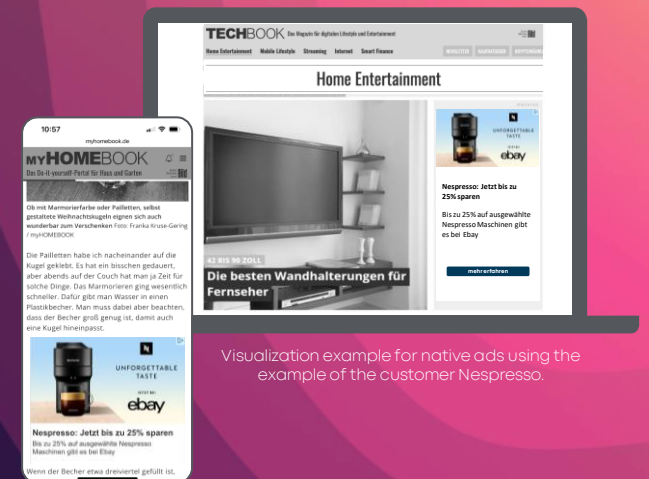 TECHBOOK Das Magazin für digitalen Lifestyle und Entertainment
Home Entertainment Mobile Lifestyle Streaming Internet Smart Finance
NEWSLETTER KAUFRATGEBER
Home Entertainment
42 BIS 90 ZOLL
Die besten Wandhalterungen für
Fernseher
UNFORGETTABLE
TASTE
ebay
Nespresso: Jetzt bis zu
25% sparen
Bis zu 25% auf ausgewählte
Nespresso Maschinen gibt
es bei Ebay
mehr erfahren
10:57
myhomebook.de
MYHOMEBOOK
Das Do-it-yourself-Portal für Haus und Garten
Ob mit Marmorierfarbe oder Pailletten, selbst
gestaltete Weihnachtskugeln eignen sich auch
wunderbar zum Verschenken Foto: Franka Kruse-Gering
/ myHOMEBOOK
Die Pailletten habe ich nacheinander auf die
Kugel geklebt. Es hat ein bisschen gedauert,
aber abends auf der Couch hat man ja Zeit für
solche Dinge. Das Marmorieren ging wesentlich
schneller. Dafür gibt man Wasser in einen
Plastikbecher. Man muss dabei aber beachten,
dass der Becher groß genug ist, damit auch
eine Kugel hineinpasst.
UNFORGETTABLE
TASTE
JETZT BEI
ebay
Nespresso: Jetzt bis zu 25% sparen
Bis zu 25% auf ausgewählte Nespresso
Maschinen gibt es bei Ebay
Wenn der Becher etwa dreiviertel gefüllt ist,
Visualization example for native ads using the
example of the customer Nespresso.